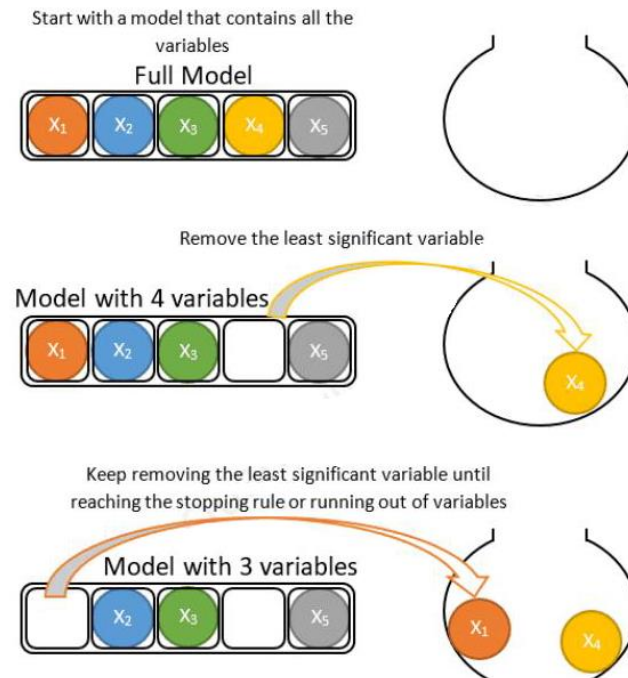 Start with a model that contains all the
variables
Full Model
X₁ X₂ X₃ X₄ X₅
Remove the least significant variable
Model with 4 variables
X₁ X₂ X₃ X₅
X₄
Keep removing the least significant variable until
reaching the stopping rule or running out of variables
Model with 3 variables
X₂ X₃ X₅
X₁ X₄